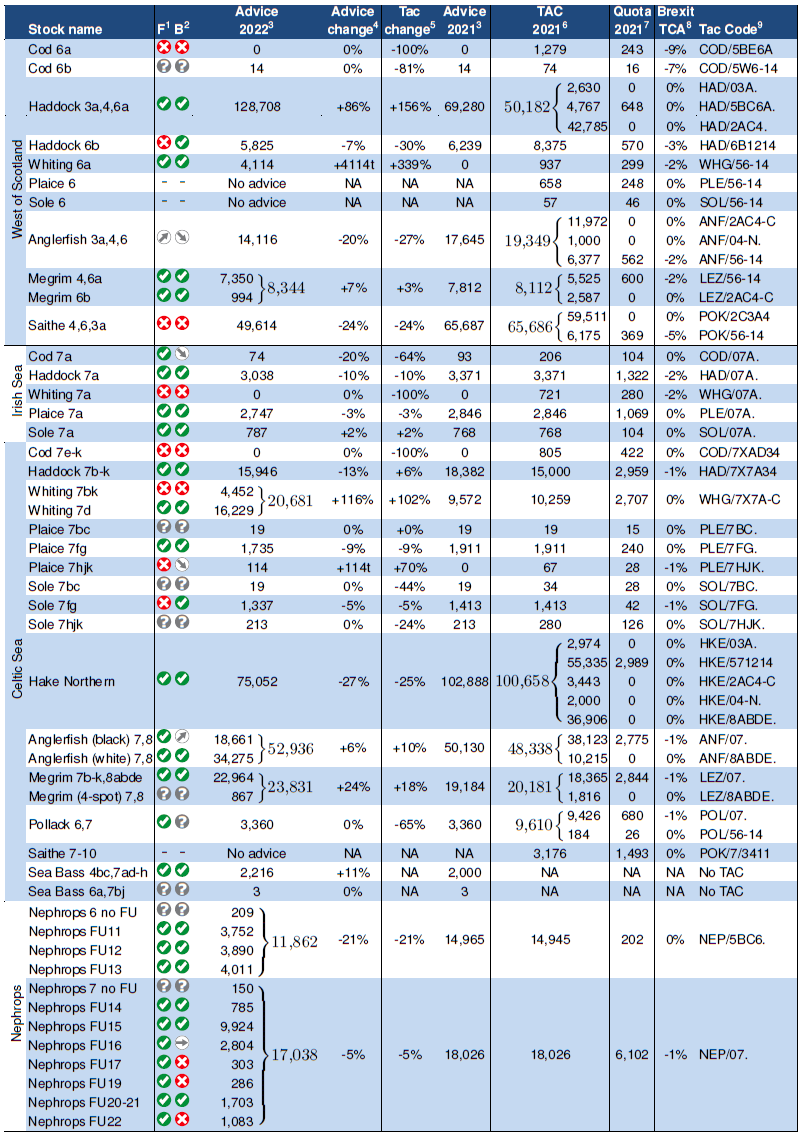 Stock name F1 B2 Advice 20223 Advice change4 Tac change5 Advice 20213 TAC 20216 Quota 20217 Brexit TCA8 Tac Code9
West of Scotland
Cod 6a 0 0% -100% 0 1,279 243 -9% COD/5BE6A
Cod 6b ? ? 14 0% -81% 14 74 16 -7% COD/5W6-14
Haddock 3a,4,6a 128,708 +86% +156% 69,280 50,182 2,630 0 0% HAD/03A.
4,767 648 0% HAD/5BC6A.
42,785 0 0% HAD/2AC4.
Haddock 6b 5,825 -7% -30% 6,239 8,375 570 -3% HAD/6B1214
Whiting 6a 4,114 +4114t +339% 0 937 299 -2% WHG/56-14
Plaice 6 - - No advice NA NA NA 658 248 0% PLE/56-14
Sole 6 - - No advice NA NA NA 57 46 0% SOL/56-14
Anglerfish 3a,4,6 14,116 -20% -27% 17,645 19,349 11,972 0 0% ANF/2AC4-C
1,000 0 0% ANF/04-N.
6,377 562 -2% ANF/56-14
Megrim 4,6a 7,350 8,344 +7% +3% 7,812 8,112 5,525 600 -2% LEZ/56-14
Megrim 6b 994 2,587 0 0% LEZ/2AC4-C
Saithe 4,6,3a 49,614 -24% -24% 65,687 65,686 59,511 0 0% POK/2C3A4
6,175 369 -5% POK/56-14
Irish Sea
Cod 7a 74 -20% -64% 93 206 104 0% COD/07A.
Haddock 7a 3,038 -10% -10% 3,371 3,371 1,322 -2% HAD/07A.
Whiting 7a 0 0% -100% 0 721 280 -2% WHG/07A.
Plaice 7a 2,747 -3% -3% 2,846 2,846 1,069 0% PLE/07A.
Sole 7a 787 +2% +2% 768 768 104 0% SOL/07A.
Celtic Sea
Cod 7e-k 0 0% -100% 0 805 422 0% COD/7XAD34
Haddock 7b-k 15,946 -13% +6% 18,382 15,000 2,959 -1% HAD/7X7A34
Whiting 7bk 4,452 20,681 +116% +102% 9,572 10,259 2,707 0% WHG/7X7A-C
Whiting 7d 16,229
Plaice 7bc ? ? 19 0% +0% 19 19 15 0% PLE/7BC.
Plaice 7fg 1,735 -9% -9% 1,911 1,911 240 0% PLE/7FG.
Plaice 7hjk 114 +114t +70% 0 67 28 -1% PLE/7HJK.
Sole 7bc ? ? 19 0% -44% 19 34 28 0% SOL/7BC.
Sole 7fg 1,337 -5% -5% 1,413 1,413 42 -1% SOL/7FG.
Sole 7hjk ? ? 213 0% -24% 213 280 126 0% SOL/7HJK.
Hake Northern 75,052 -27% -25% 102,888 100,658 2,974 0 0% HKE/03A.
55,335 2,989 0% HKE/571214
3,443 0 0% HKE/2AC4-C
2,000 0 0% HKE/04-N.
36,906 0 0% HKE/8ABDE.
Anglerfish (black) 7,8 18,661 52,936 +6% +10% 50,130 48,338 38,123 2,775 -1% ANF/07.
Anglerfish (white) 7,8 34,275 10,215 0 0% ANF/8ABDE.
Megrim 7b-k,8abde 22,964 23,831 +24% +18% 19,184 20,181 18,365 2,844 -1% LEZ/07.
Megrim (4-spot) 7,8 ? ? 867 1,816 0 0% LEZ/8ABDE.
Pollack 6,7 ? 3,360 0% -65% 3,360 9,610 9,426 680 -1% POL/07.
184 26 0% POL/56-14
Saithe 7-10 - - No advice NA NA NA 3,176 1,493 0% POK/7/3411
Sea Bass 4bc,7ad-h 2,216 +11% NA 2,000 NA NA NA No TAC
Sea Bass 6a,7bj ? ? 3 0% NA 3 NA NA NA No TAC
Nephrops
Nephrops 6 no FU ? ? 209 11,862 -21% -21% 14,965 14,945 202 0% NEP/5BC6.
Nephrops FU11 3,752
Nephrops FU12 3,890
Nephrops FU13 4,011
Nephrops 7 no FU ? ? 150 17,038 -5% -5% 18,026 18,026 6,102 -1% NEP/07.
Nephrops FU14 785
Nephrops FU15 9,924
Nephrops FU16 2,804
Nephrops FU17 303
Nephrops FU19 286
Nephrops FU20-21 1,703
Nephrops FU22 1,083